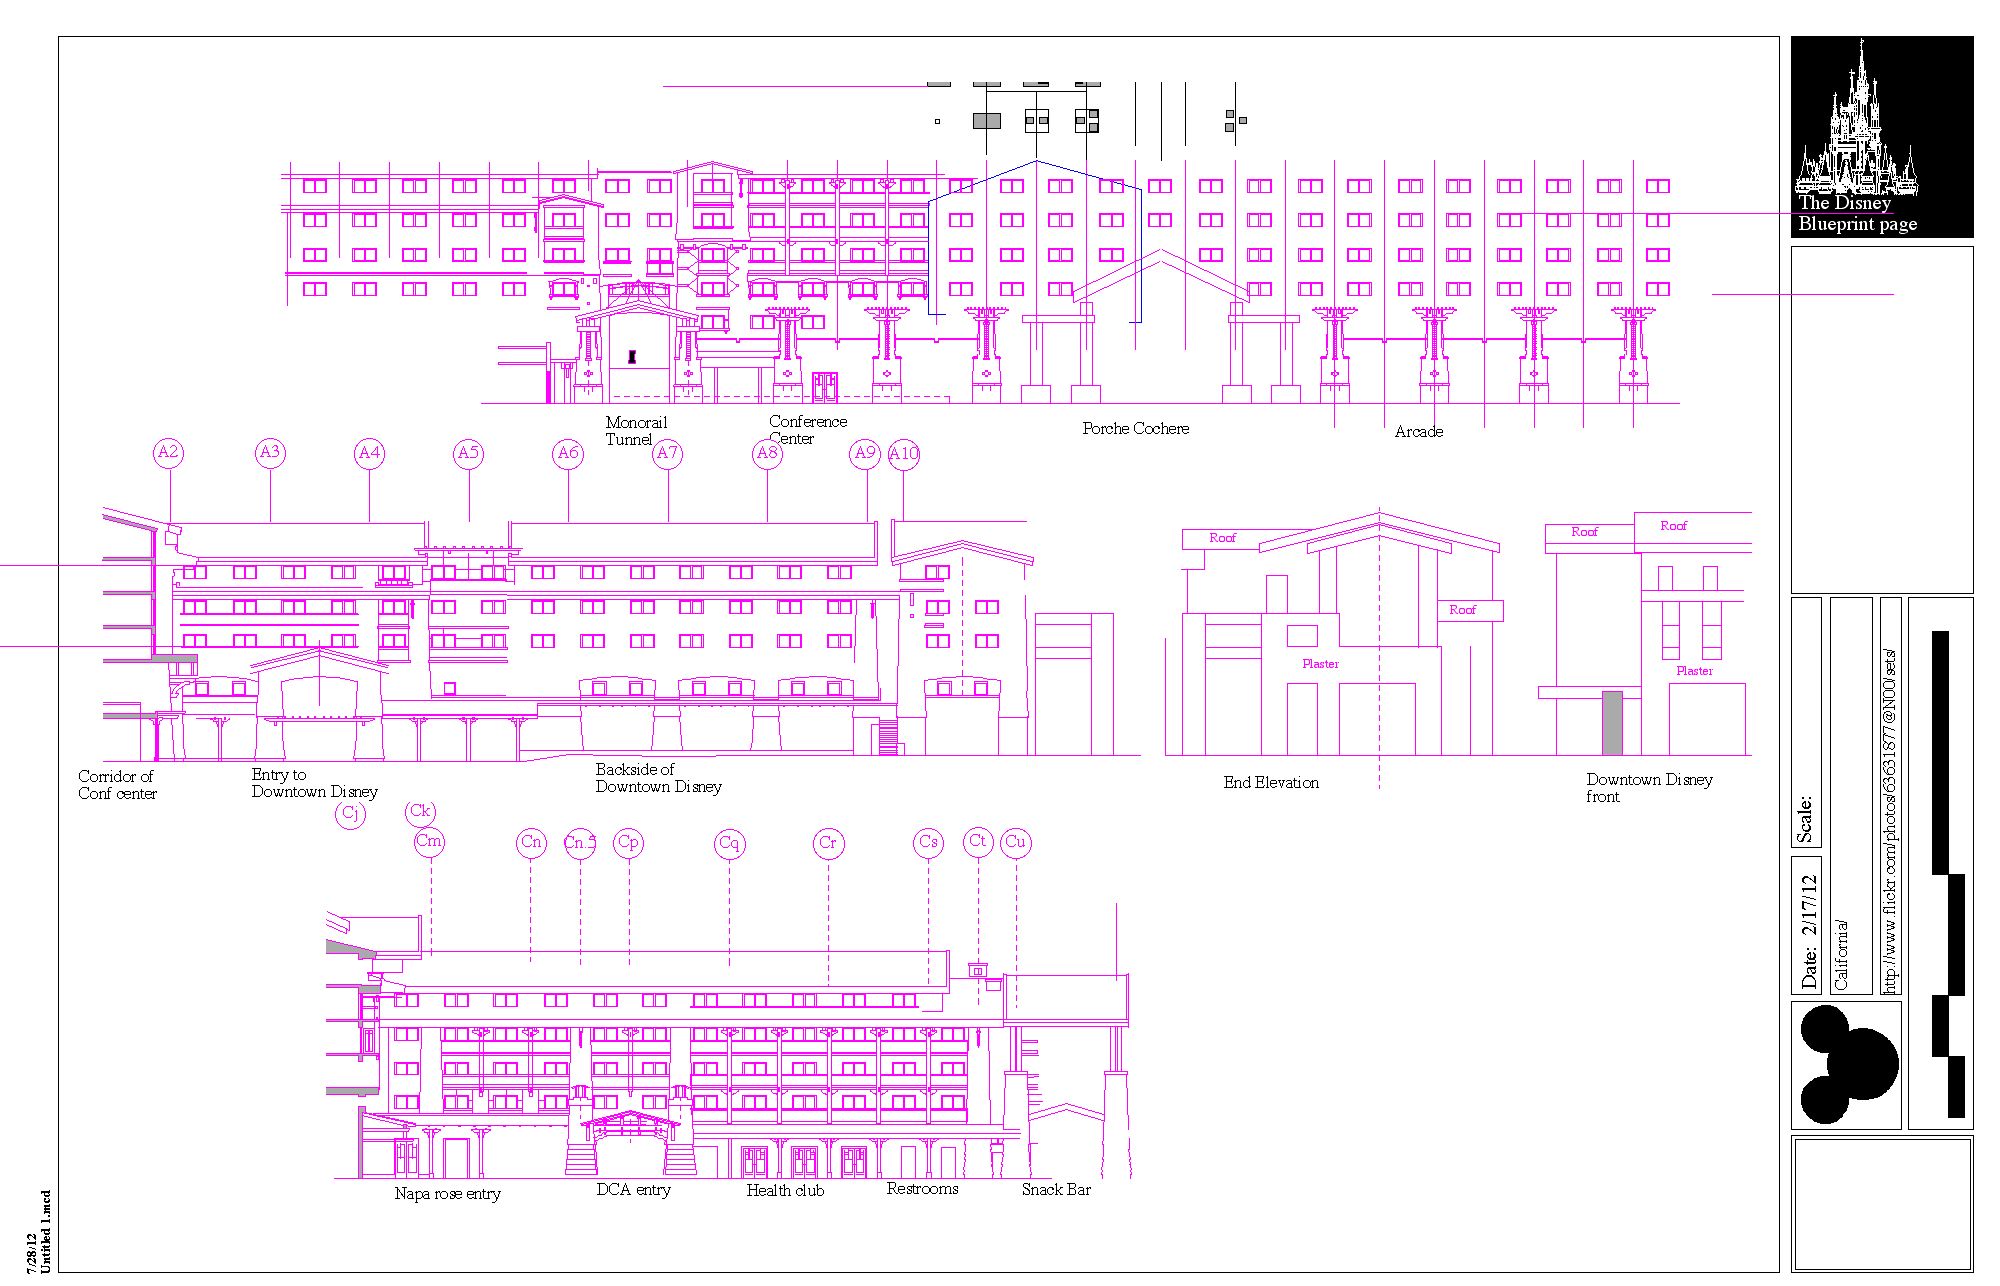 The Disney
Blueprint page
Monorail
Tunnel
Conference
Center
Porche Cochere
Arcade
A2
A3
A4
A5
A6
A7
A8
A9
A10
Roof
Roof
Roof
Roof
Plaster
Plaster
Corridor of
Conf center
Entry to
Downtown Disney
Backside of
Downtown Disney
End Elevation
Downtown Disney
front
Cj
Ck
Cm
Cn
Cn.5
Cp
Cq
Cr
Cs
Ct
Cu
Napa rose entry
DCA entry
Health club
Restrooms
Snack Bar
Scale:
Date: 2/17/12
California/
http://www.flickr.com/photos/63631877@N00/sets/
7/28/12
Untitled 1.mcd